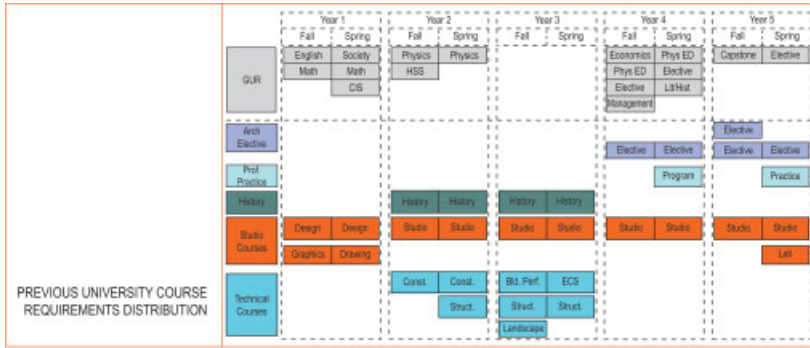 Year 1 Year 2 Year 3 Year 4 Year 5
Fall Spring Fall Spring Fall Spring Fall Spring Fall Spring
GUR
English Society Physics Physics Economics Phys ED Capstone Elective
Math Math HSS Phys ED Elective
CIS Elective Lit/Hist
Management
Arch
Elective
Elective
Elective Elective Elective Elective
Prof.
Practice
Program Practice
History History History History History
Studio
Courses
Design Design Studio Studio Studio Studio Studio Studio Studio Studio
Graphics Drawing Lab
Technical
Courses
Const. Const. Bld. Perf. ECS
Struct. Struct. Struct.
Landscape
PREVIOUS UNIVERSITY COURSE
REQUIREMENTS DISTRIBUTION